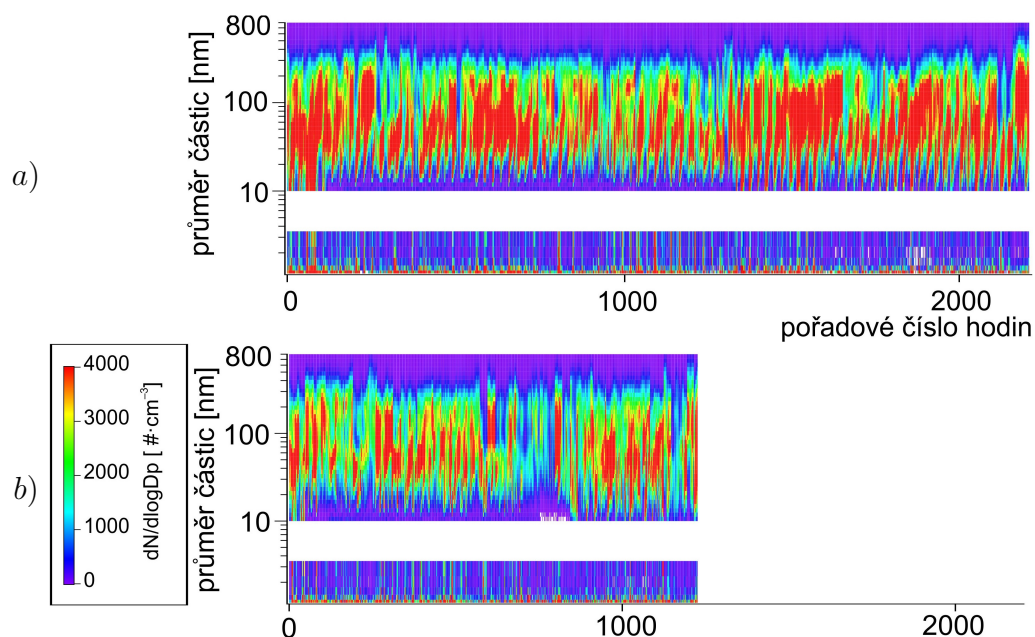 a)
průměr částic [nm]
800
100
10
0
1000
2000
pořadové číslo hodin
b)
4000
3000
2000
1000
0
dN/dlogDp [ #·cm⁻³]
průměr částic [nm]
800
100
10
0
1000
2000